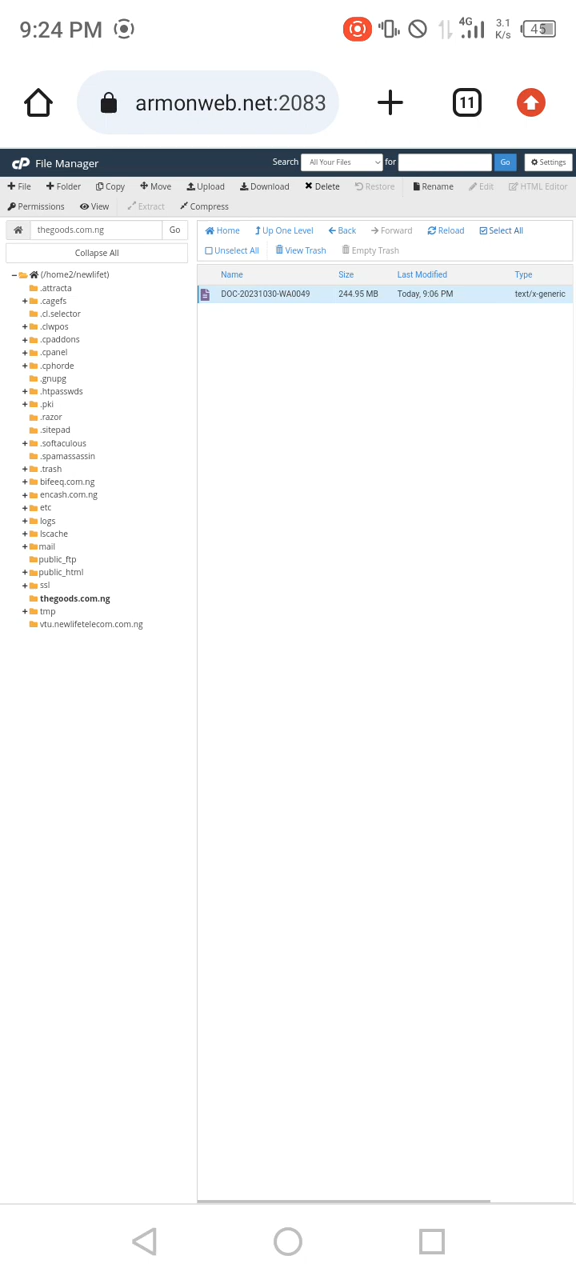 9:24 PM 4G 3.1 K/s 45
armonweb.net:2083 11
cP File Manager Search All Your Files for Go Settings
File Folder Copy Move Upload Download Delete Restore Rename Edit HTML Editor
Permissions View Extract Compress
thegoods.com.ng Go
Collapse All
(/home2/newlifet)
.attracta
.cagefs
.cl.selector
.clwpos
.cpaddons
.cpanel
.cphorde
.gnupg
.htpasswds
.pki
.razor
.sitepad
.softaculous
.spamassassin
.trash
bifeeq.com.ng
encash.com.ng
etc
logs
lscache
mail
public_ftp
public_html
ssl
thegoods.com.ng
tmp
vtu.newlifetelecom.com.ng
Home Up One Level Back Forward Reload Select All
Unselect All View Trash Empty Trash
Name Size Last Modified Type
DOC-20231030-WA0049 244.95 MB Today, 9:06 PM text/x-generic